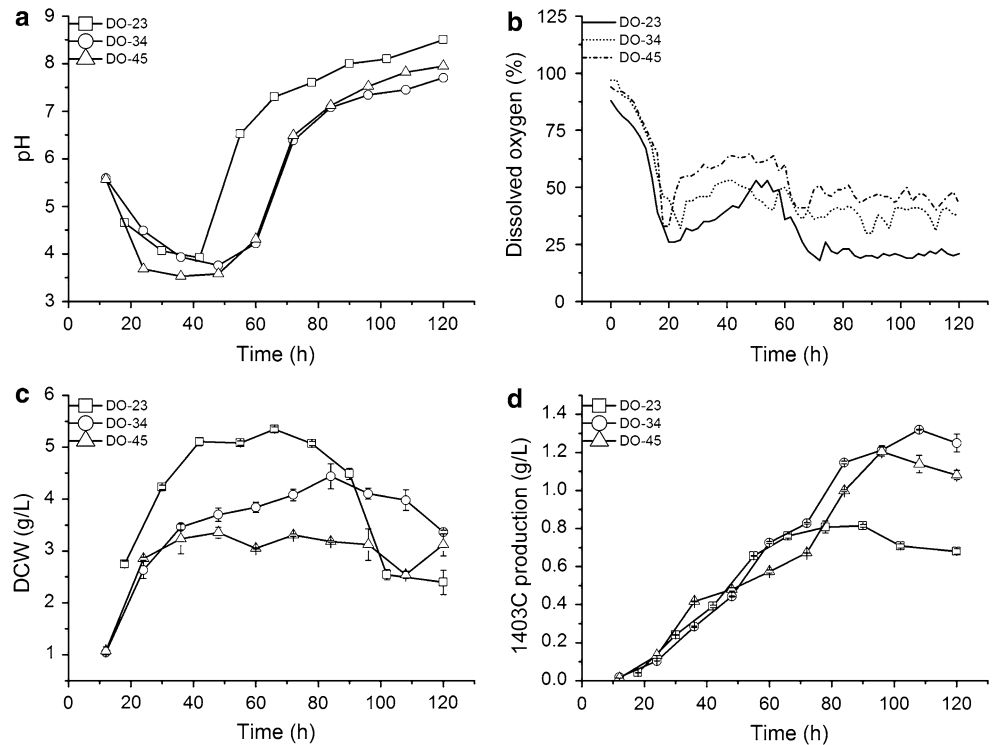 a
9
8
7
6
5
4
3
pH
DO-23
DO-34
DO-45
0 20 40 60 80 100 120
Time (h)
b
125
100
75
50
25
0
Dissolved oxygen (%)
DO-23
DO-34
DO-45
0 20 40 60 80 100 120
Time (h)
c
6
5
4
3
2
1
DCW (g/L)
DO-23
DO-34
DO-45
0 20 40 60 80 100 120
Time (h)
d
1.4
1.2
1.0
0.8
0.6
0.4
0.2
0.0
1403C production (g/L)
DO-23
DO-34
DO-45
0 20 40 60 80 100 120
Time (h)